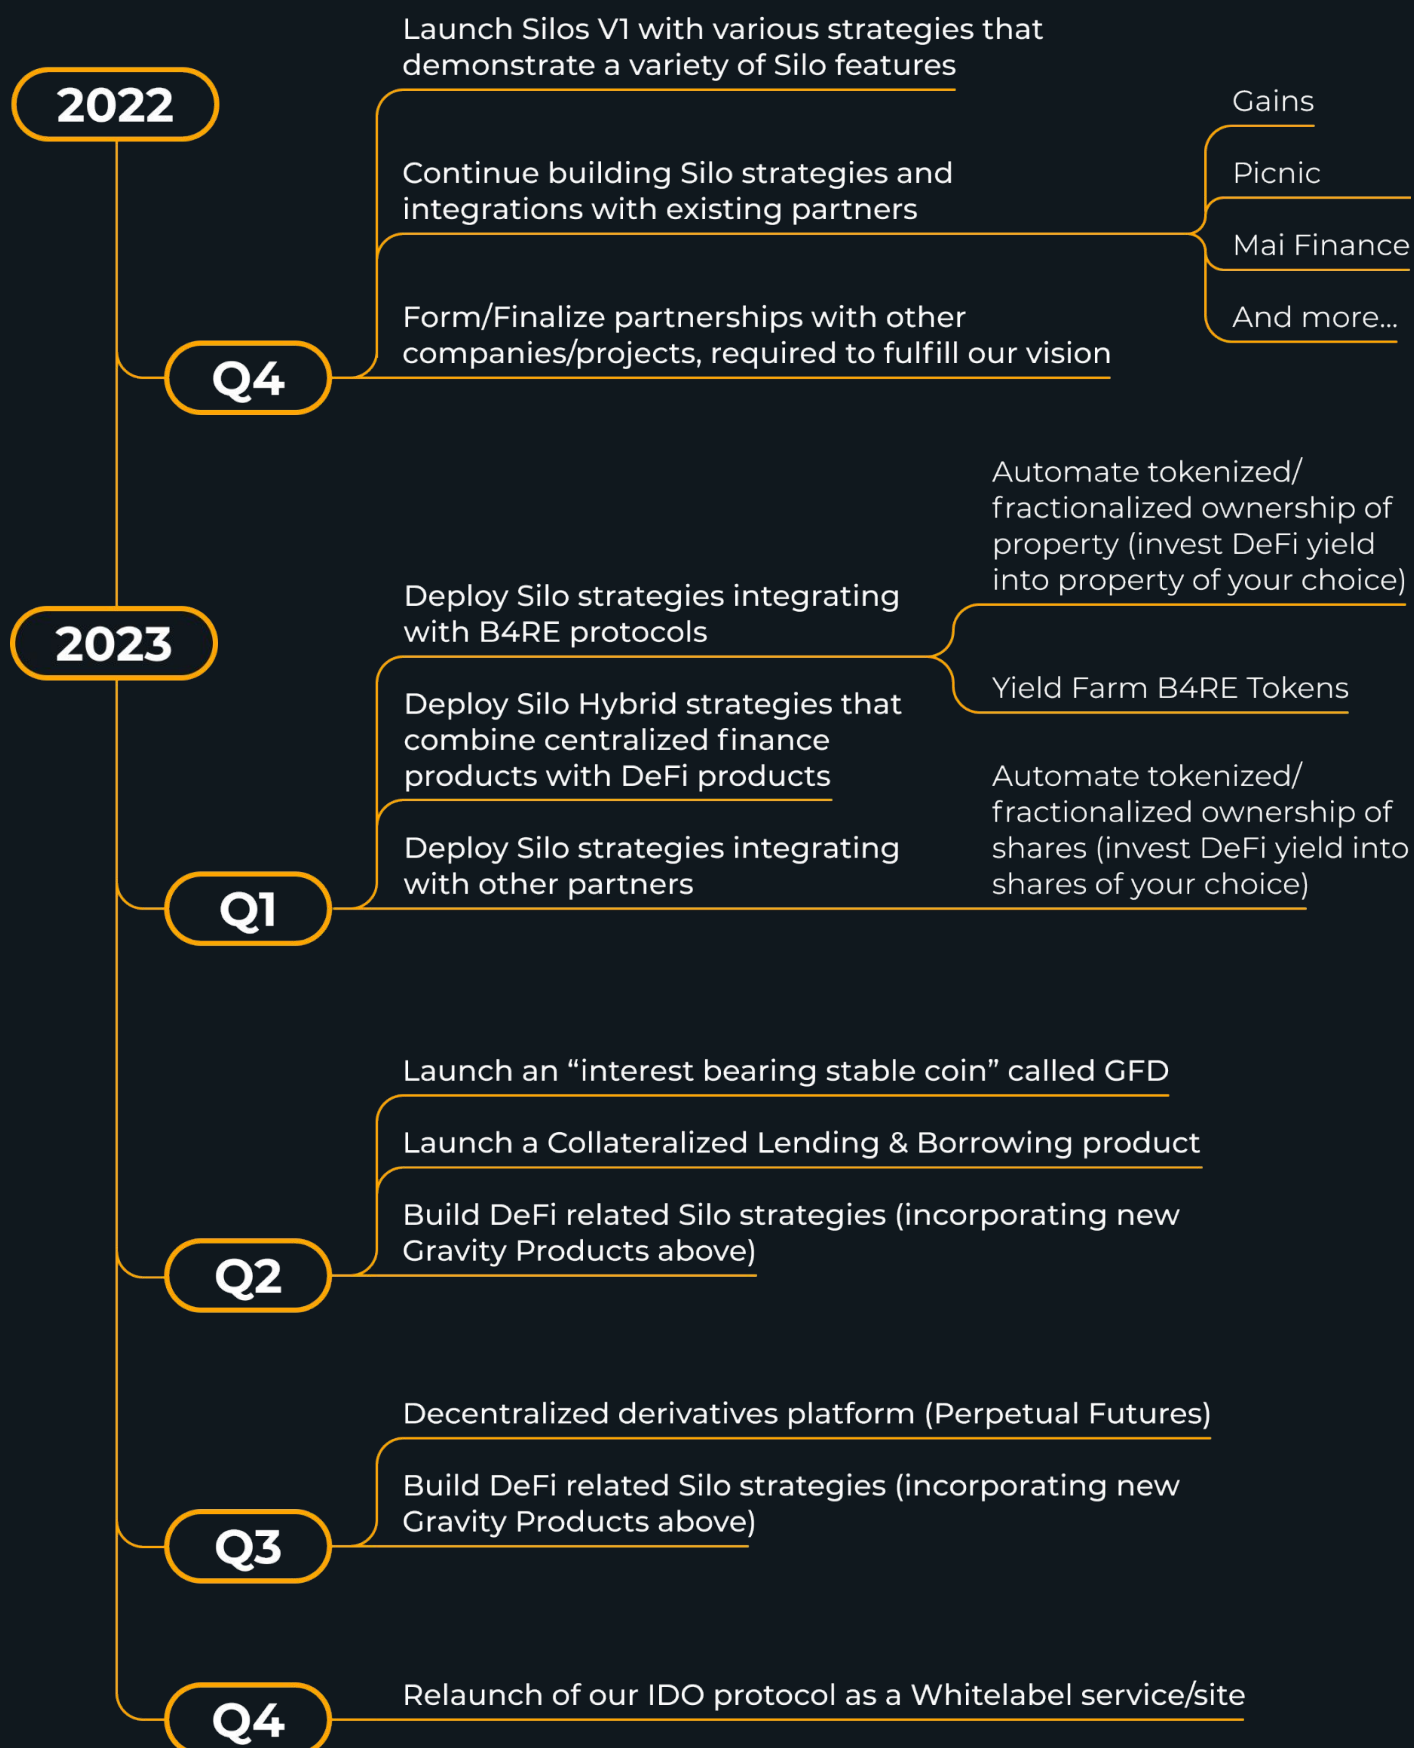 2022
Launch Silos V1 with various strategies that
demonstrate a variety of Silo features
Continue building Silo strategies and
integrations with existing partners
Gains
Picnic
Mai Finance
And more...
Q4
Form/Finalize partnerships with other
companies/projects, required to fulfill our vision
2023
Deploy Silo strategies integrating
with B4RE protocols
Automate tokenized/
fractionalized ownership of
property (invest DeFi yield
into property of your choice)
Yield Farm B4RE Tokens
Deploy Silo Hybrid strategies that
combine centralized finance
products with DeFi products
Q1
Deploy Silo strategies integrating
with other partners
Automate tokenized/
fractionalized ownership of
shares (invest DeFi yield into
shares of your choice)
Launch an “interest bearing stable coin” called GFD
Launch a Collateralized Lending & Borrowing product
Q2
Build DeFi related Silo strategies (incorporating new
Gravity Products above)
Decentralized derivatives platform (Perpetual Futures)
Q3
Build DeFi related Silo strategies (incorporating new
Gravity Products above)
Q4
Relaunch of our IDO protocol as a Whitelabel service/site